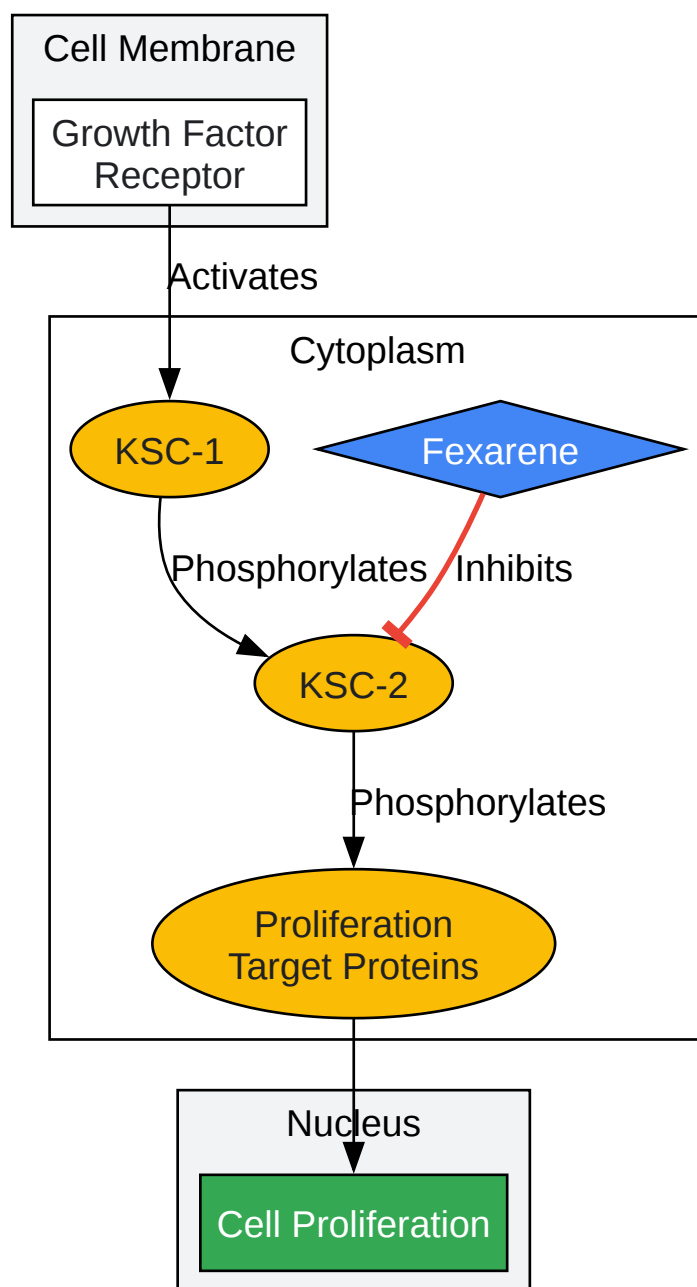 Cell Membrane
Growth Factor
Receptor
Activates
Cytoplasm
KSC-1
Fexarene
Phosphorylates
Inhibits
KSC-2
Phosphorylates
Proliferation
Target Proteins
Nucleus
Cell Proliferation